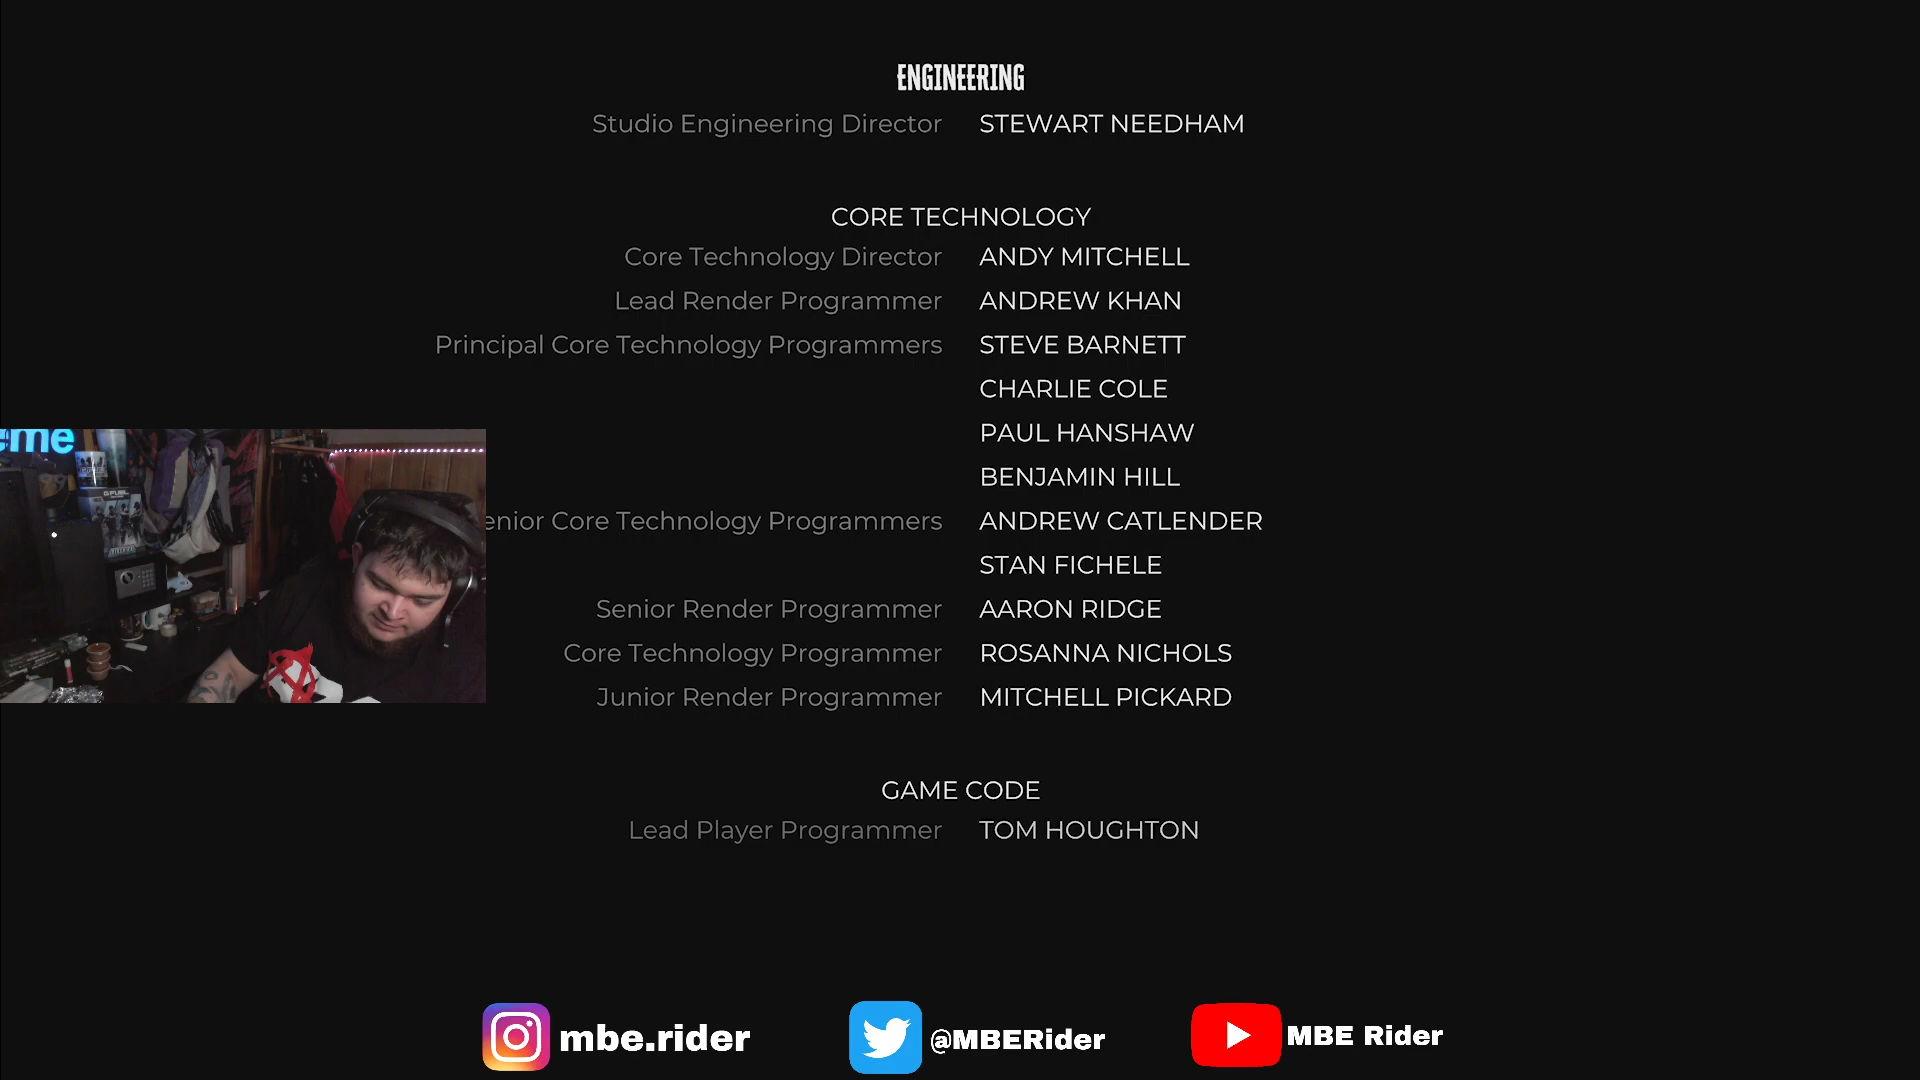 ENGINEERING
Studio Engineering Director STEWART NEEDHAM
CORE TECHNOLOGY
Core Technology Director ANDY MITCHELL
Lead Render Programmer ANDREW KHAN
Principal Core Technology Programmers STEVE BARNETT
CHARLIE COLE
PAUL HANSHAW
BENJAMIN HILL
enior Core Technology Programmers ANDREW CATLENDER
STAN FICHELE
Senior Render Programmer AARON RIDGE
Core Technology Programmer ROSANNA NICHOLS
Junior Render Programmer MITCHELL PICKARD
GAME CODE
Lead Player Programmer TOM HOUGHTON
eme
G FUEL
mbe.rider @MBERider MBE Rider